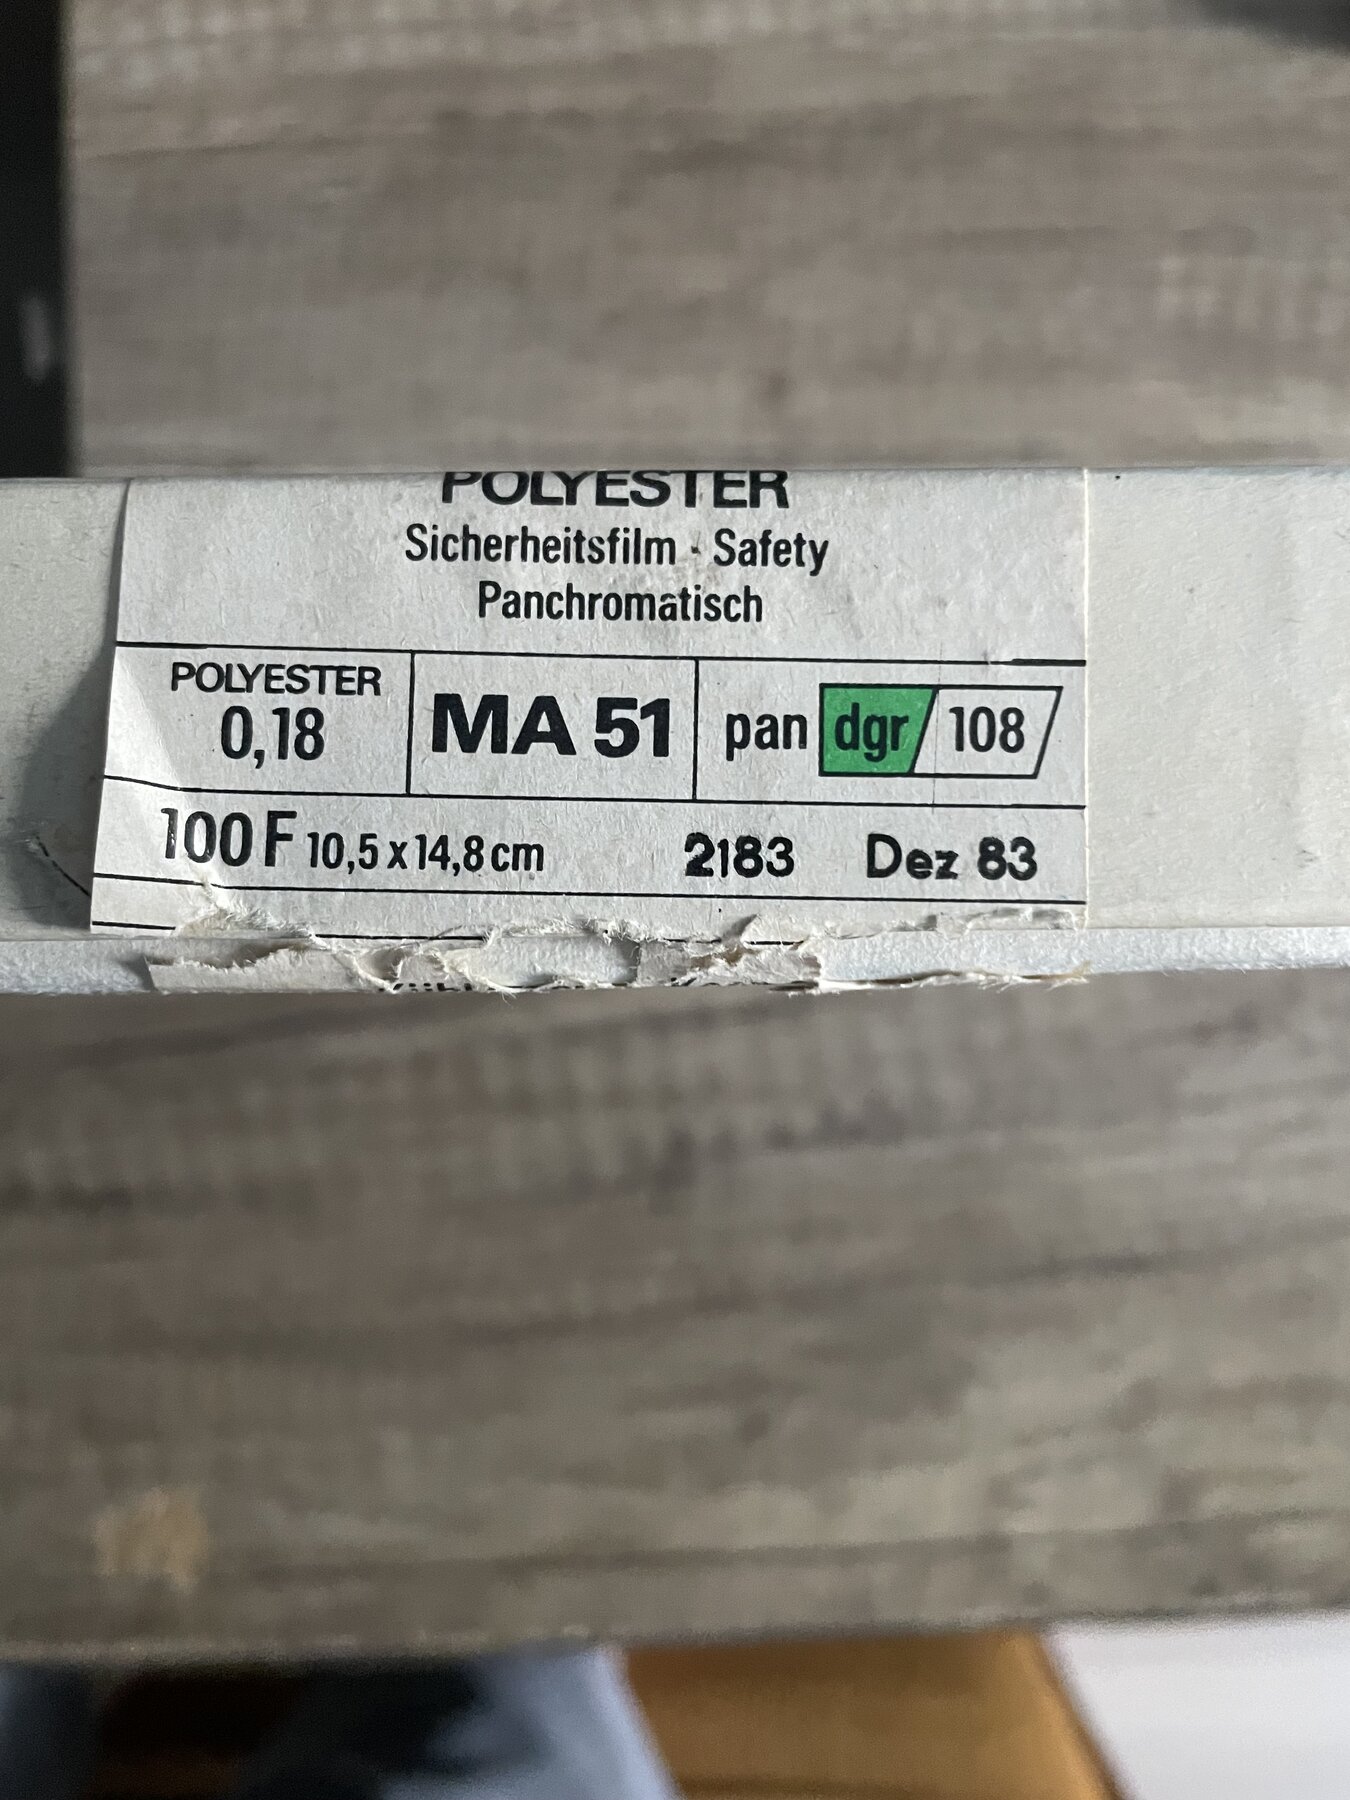 POLYESTER
Sicherheitsfilm · Safety
Panchromatisch
POLYESTER
0,18
MA 51
pan dgr 108
100 F 10,5 x 14,8 cm 2183 Dez 83